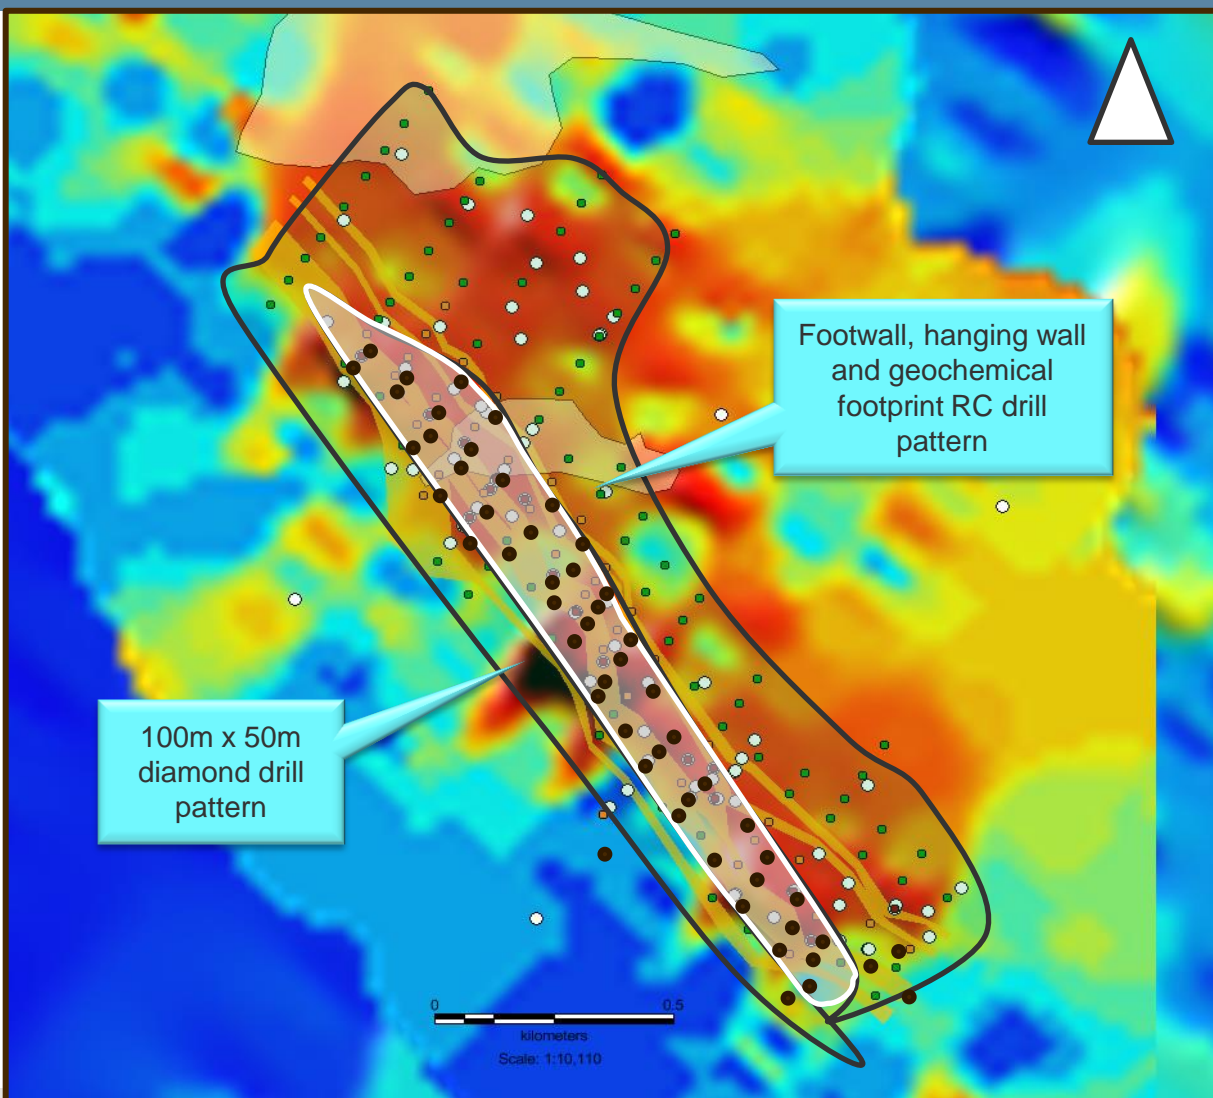 Footwall, hanging wall
and geochemical
footprint RC drill
pattern
100m x 50m
diamond drill
pattern
0 0.5
kilometers
Scale: 1:10,110